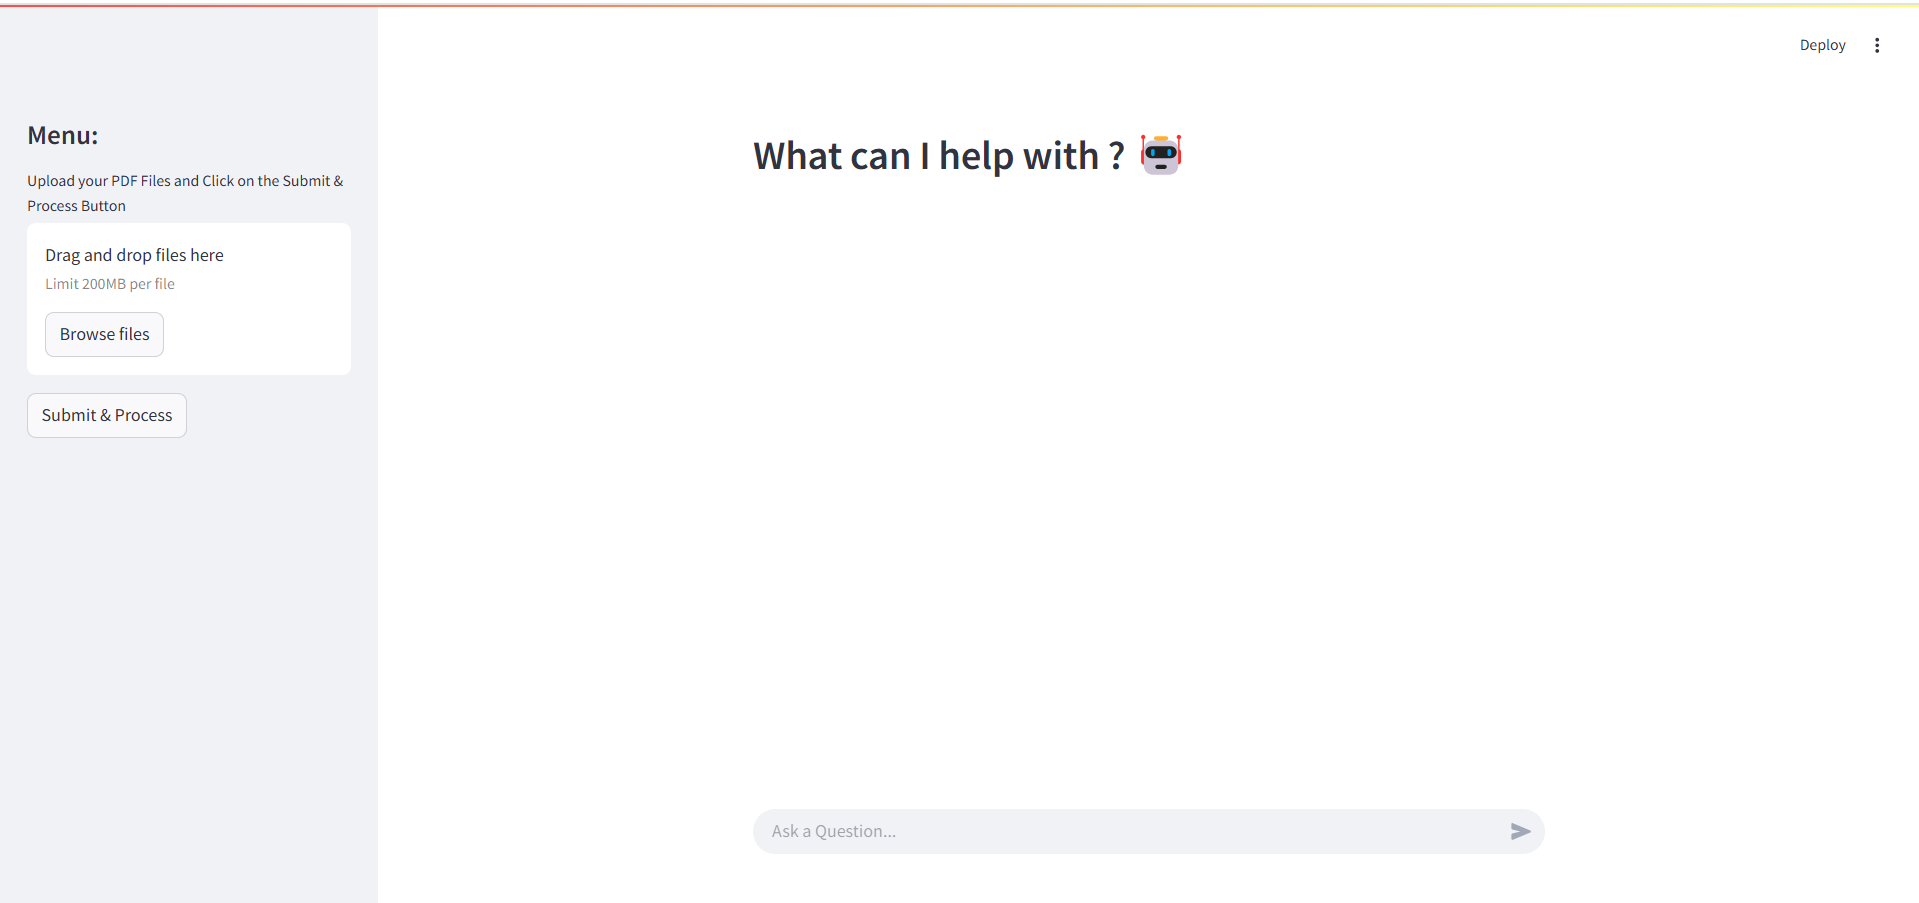 Deploy
Menu:
Upload your PDF Files and Click on the Submit &
Process Button
Drag and drop files here
Limit 200MB per file
Browse files
Submit & Process
What can I help with ?
Ask a Question...